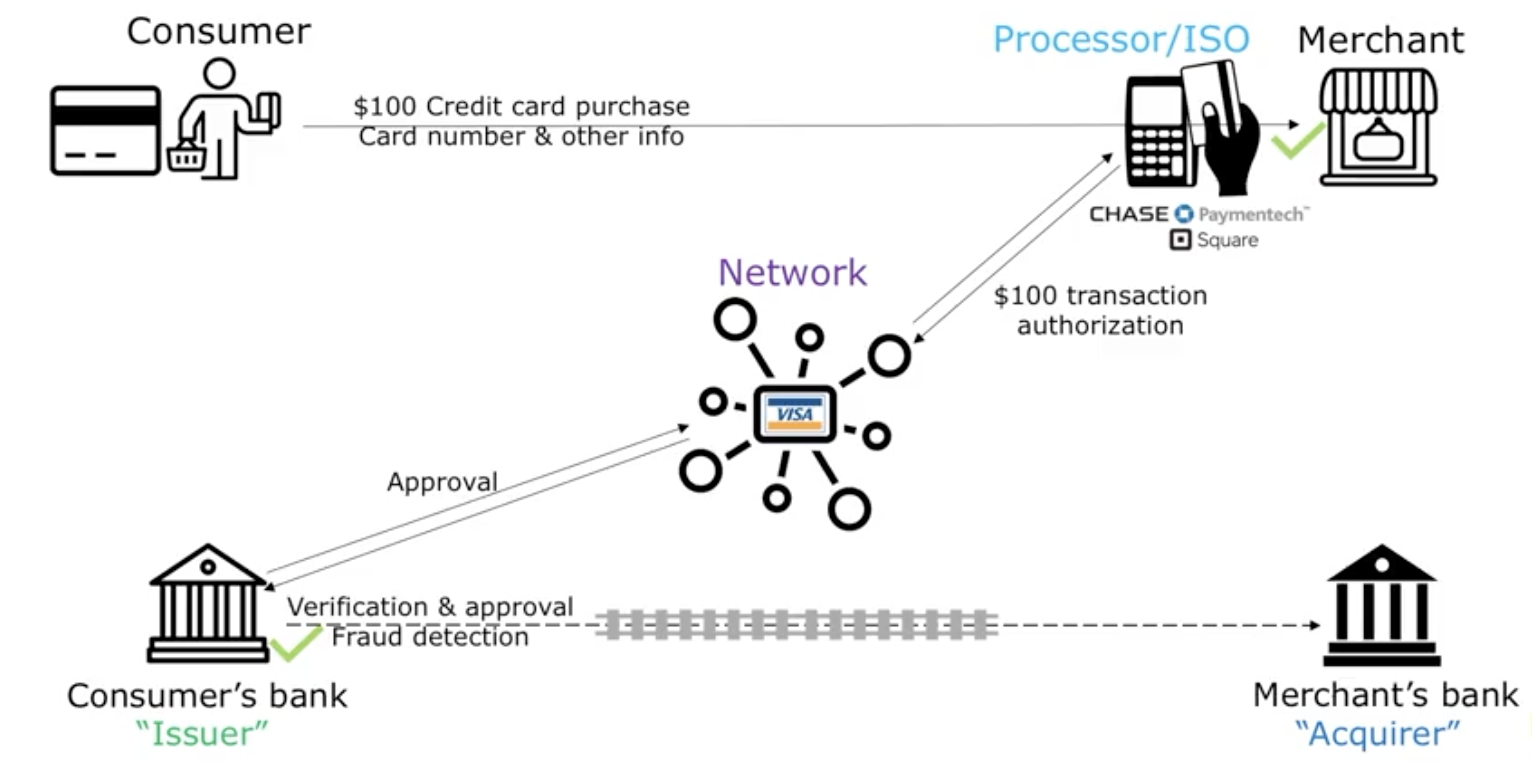 Consumer
Processor/ISO
Merchant
$100 Credit card purchase
Card number & other info
CHASE Paymentech™
Square
Network
$100 transaction
authorization
VISA
Approval
Verification & approval
Fraud detection
Consumer’s bank
“Issuer”
Merchant’s bank
“Acquirer”